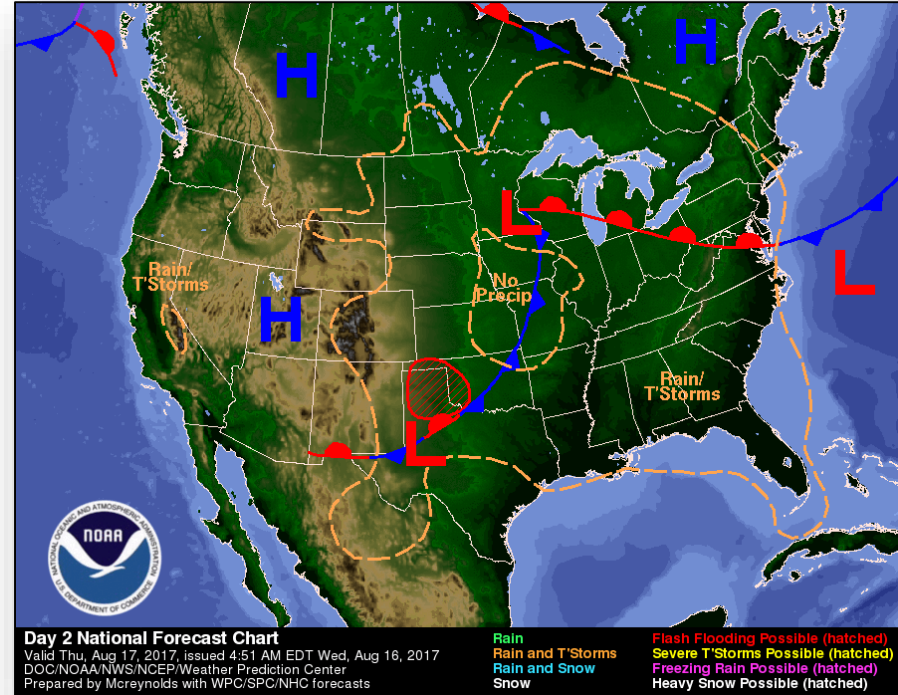 H
H
L
Rain/
T'Storms
No
Precip
L
H
Rain/
T'Storms
L
NATIONAL OCEANIC AND ATMOSPHERIC ADMINISTRATION
NOAA
U.S. DEPARTMENT OF COMMERCE
Day 2 National Forecast Chart
Valid Thu, Aug 17, 2017, issued 4:51 AM EDT Wed, Aug 16, 2017
DOC/NOAA/NWS/NCEP/Weather Prediction Center
Prepared by Mcreynolds with WPC/SPC/NHC forecasts
Rain
Rain and T'Storms
Rain and Snow
Snow
Flash Flooding Possible (hatched)
Severe T'Storms Possible (hatched)
Freezing Rain Possible (hatched)
Heavy Snow Possible (hatched)